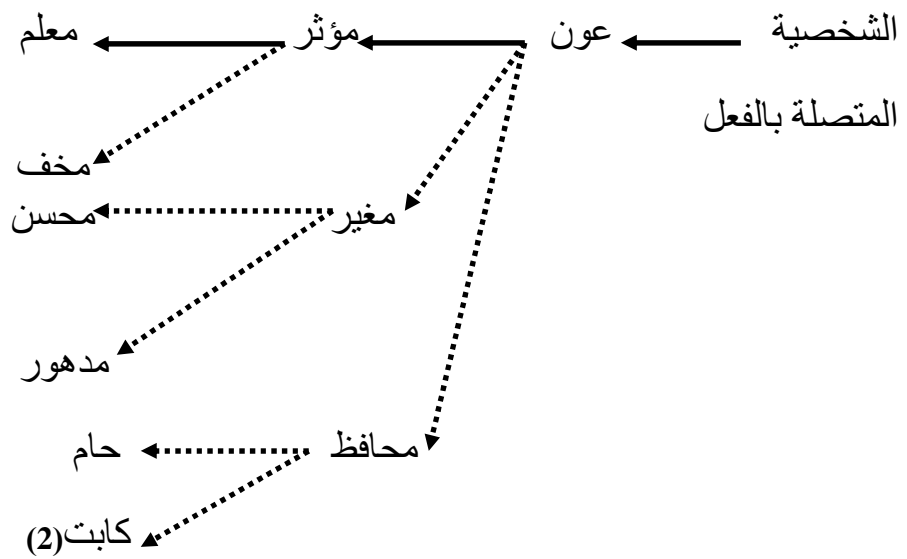 الشخصية عون مؤثر معلم
المتصلة بالفعل
مخف
مغير محسن
مدهور
محافظ حام
كابت(2)